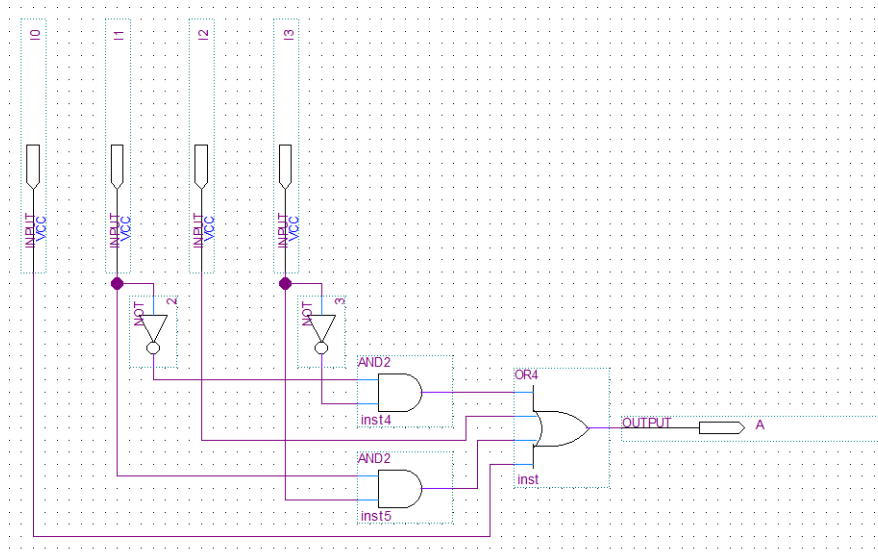 I0
I1
I2
I3
INPUT
VCC
INPUT
VCC
INPUT
VCC
INPUT
VCC
NOT
2
NOT
3
AND2
inst4
OR4
inst
OUTPUT
A
AND2
inst5